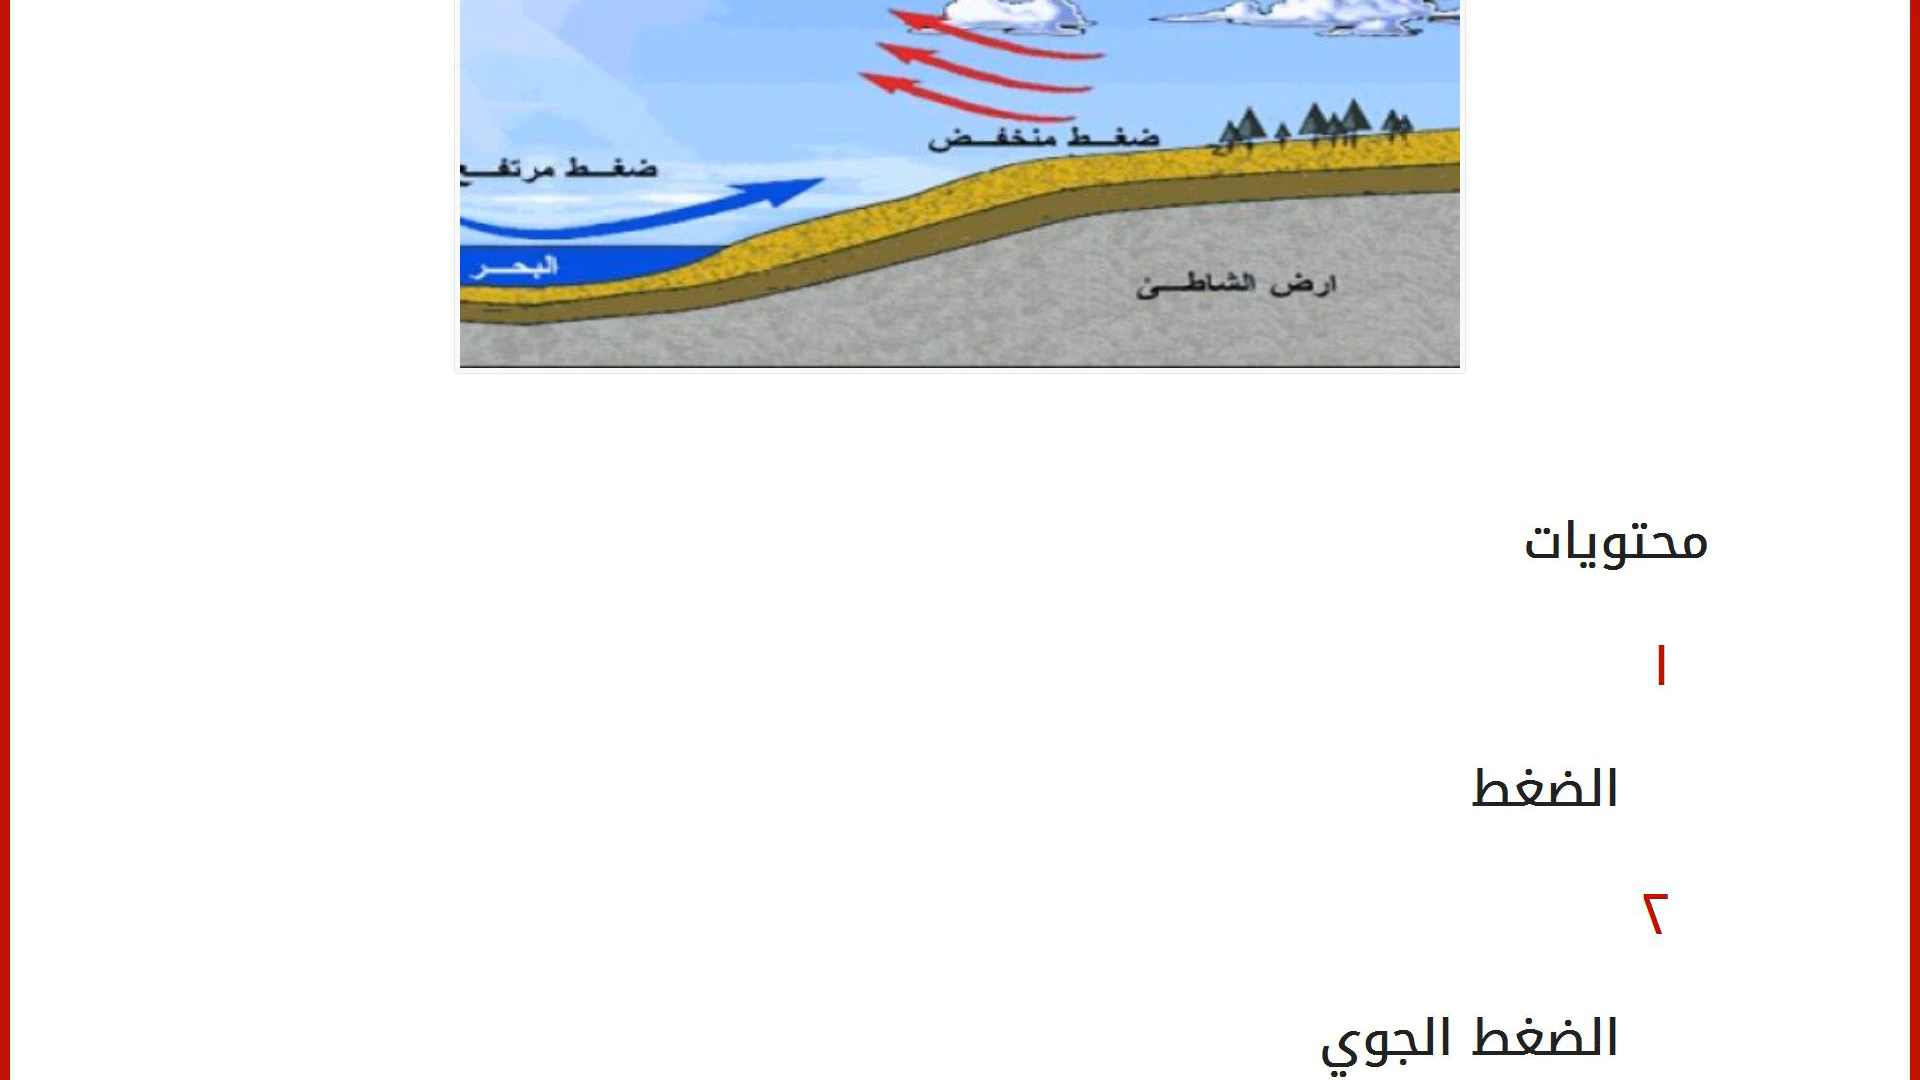 ضغط منخفض
ضغط مرتفع
البحر
ارض الشاطئ
محتويات
١
الضغط
٢
الضغط الجوي